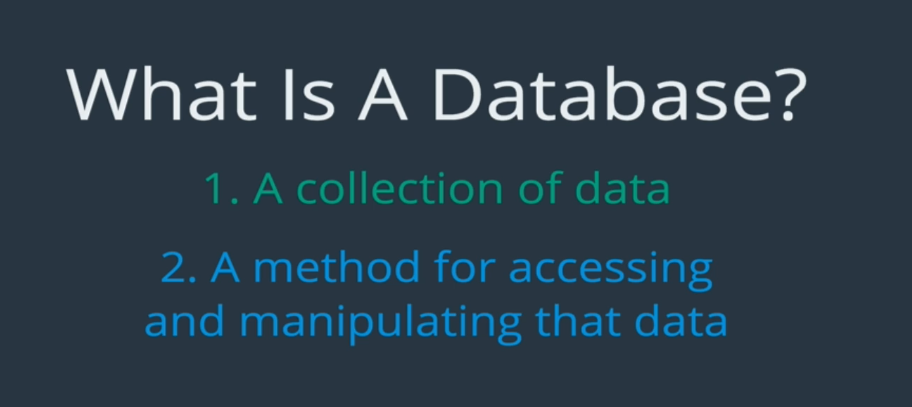 What Is A Database?
1. A collection of data
2. A method for accessing
and manipulating that data